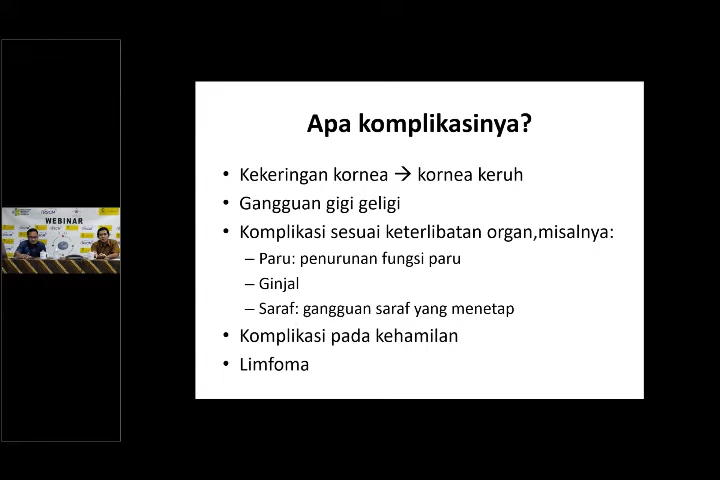 WEBINAR
Apa komplikasinya?
• Kekeringan kornea → kornea keruh
• Gangguan gigi geligi
• Komplikasi sesuai keterlibatan organ,misalnya:
– Paru: penurunan fungsi paru
– Ginjal
– Saraf: gangguan saraf yang menetap
• Komplikasi pada kehamilan
• Limfoma